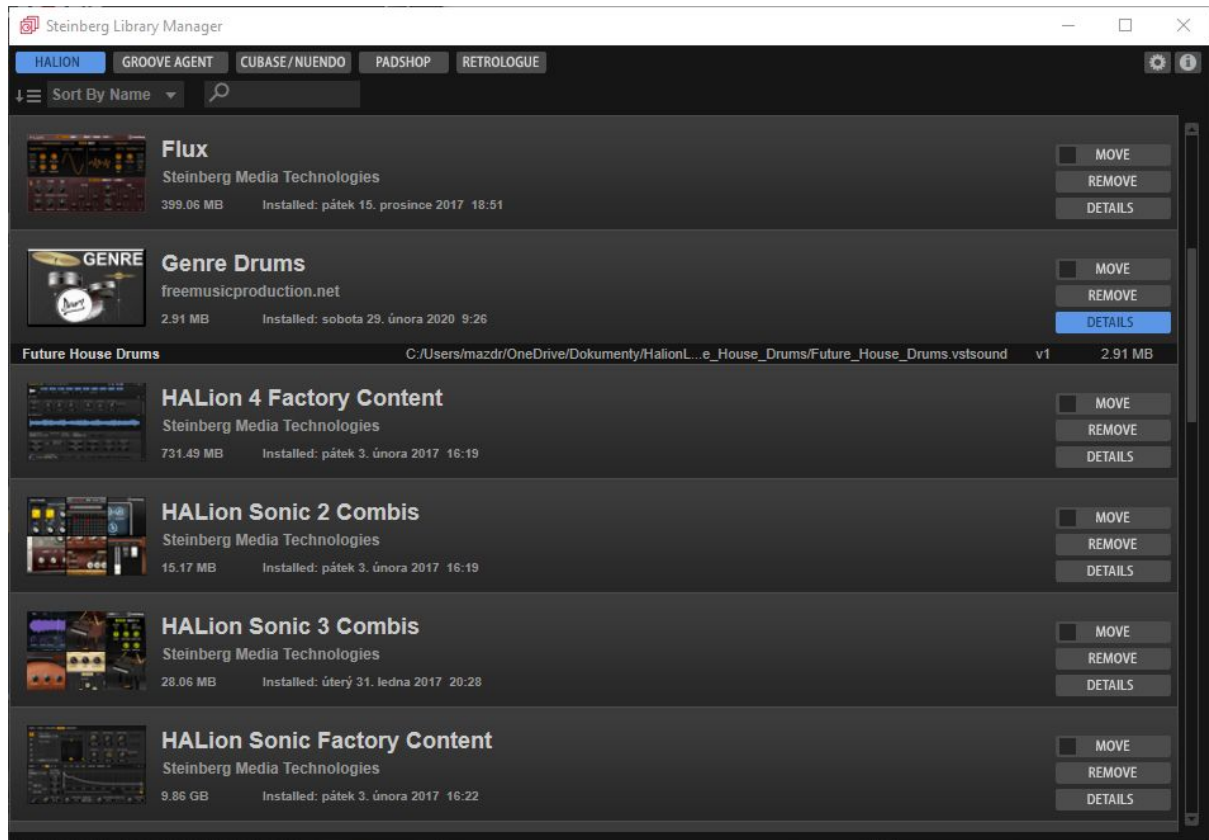 Steinberg Library Manager
HALION GROOVE AGENT CUBASE/NUENDO PADSHOP RETROLOGUE
Sort By Name
Flux
Steinberg Media Technologies
399.06 MB Installed: pátek 15. prosince 2017 18:51
MOVE
REMOVE
DETAILS
GENRE
Genre Drums
freemusicproduction.net
2.91 MB Installed: sobota 29. února 2020 9:26
MOVE
REMOVE
DETAILS
Future House Drums C:/Users/mazdr/OneDrive/Dokumenty/HalionL...e_House_Drums/Future_House_Drums.vstsound v1 2.91 MB
HALion 4 Factory Content
Steinberg Media Technologies
731.49 MB Installed: pátek 3. února 2017 16:19
MOVE
REMOVE
DETAILS
HALion Sonic 2 Combis
Steinberg Media Technologies
15.17 MB Installed: pátek 3. února 2017 16:19
MOVE
REMOVE
DETAILS
HALion Sonic 3 Combis
Steinberg Media Technologies
28.06 MB Installed: úterý 31. ledna 2017 20:28
MOVE
REMOVE
DETAILS
HALion Sonic Factory Content
Steinberg Media Technologies
9.86 GB Installed: pátek 3. února 2017 16:22
MOVE
REMOVE
DETAILS